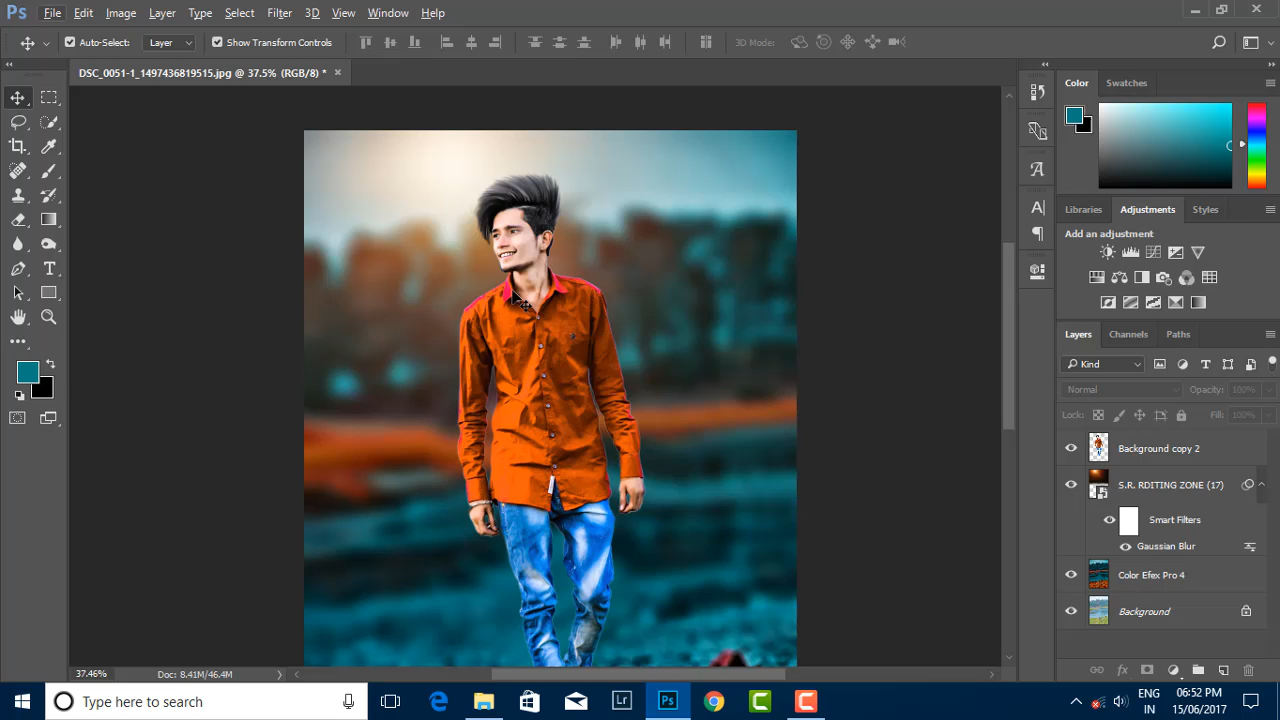 Ps File Edit Image Layer Type Select Filter 3D View Window Help
Auto-Select: Layer Show Transform Controls 3D Mode:
DSC_0051-1_1497436819515.jpg @ 37.5% (RGB/8) * ×
Color Swatches
Libraries Adjustments Styles
Add an adjustment
Layers Channels Paths
Kind
Normal Opacity: 100%
Lock: Fill: 100%
Background copy 2
S.R. RDITING ZONE (17)
Smart Filters
Gaussian Blur
Color Efex Pro 4
Background
37.46% Doc: 8.41M/46.4M
Type here to search
Lr Ps
ENG 06:52 PM
IN 15/06/2017